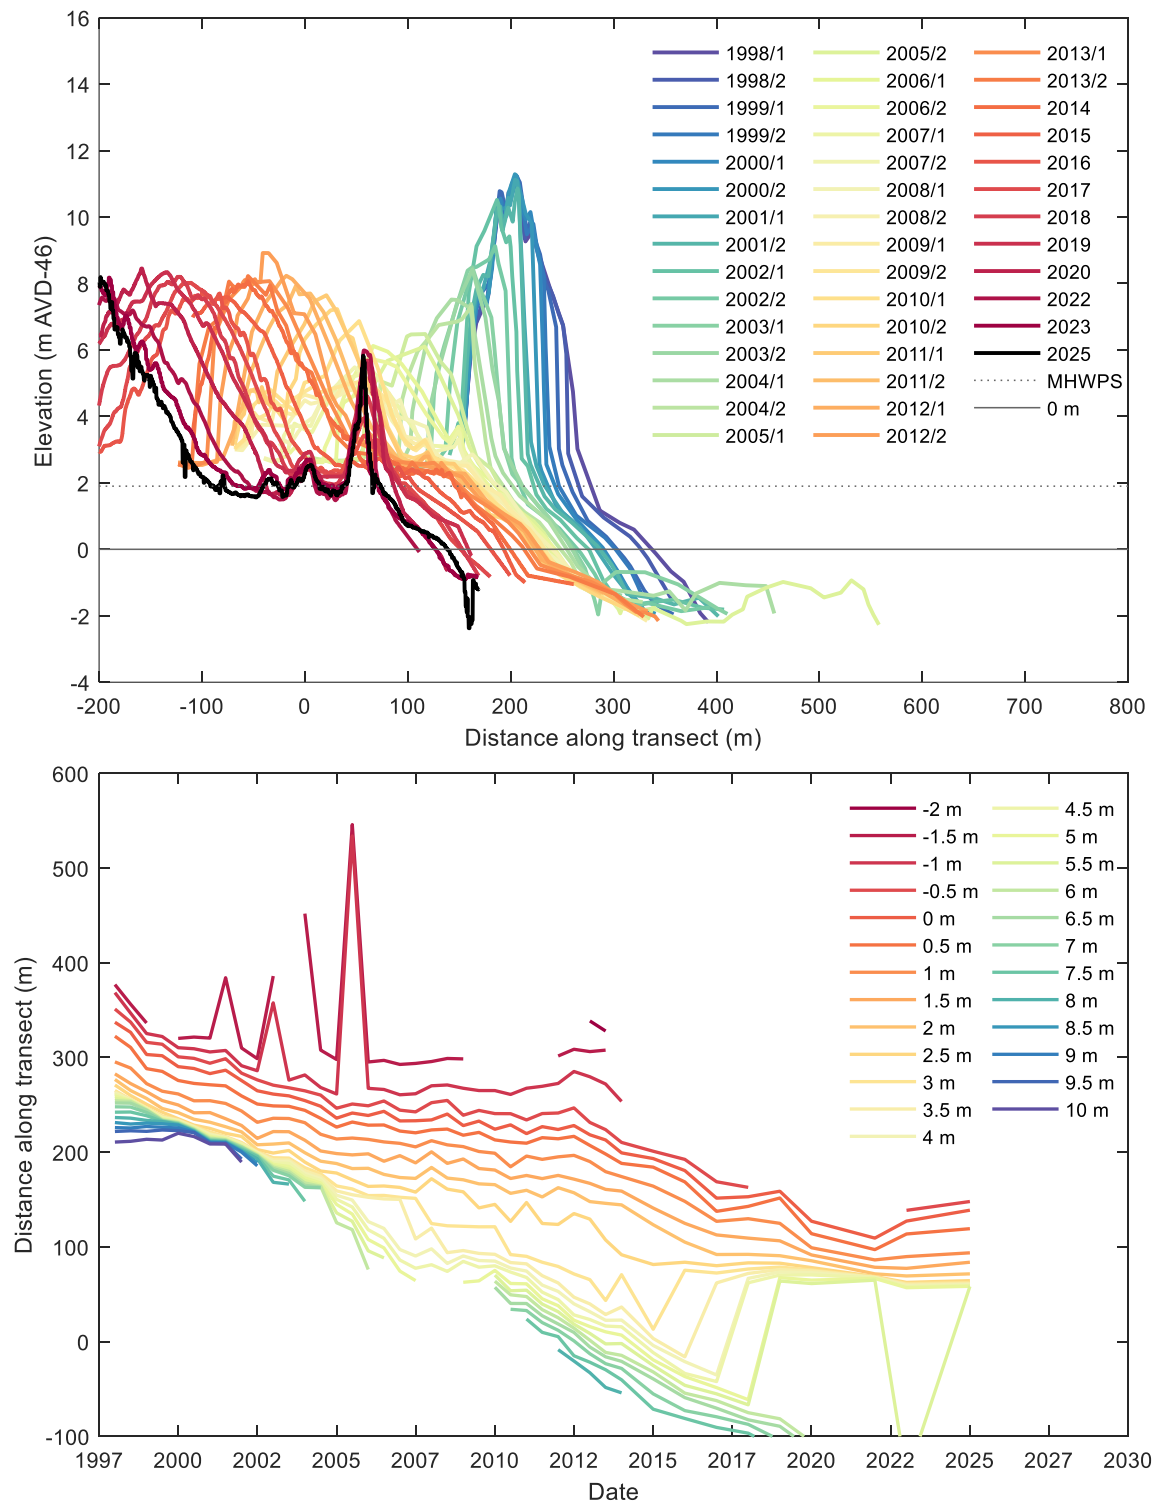 16
14
12
10
8
6
4
2
0
-2
-4
Elevation (m AVD-46)
-200 -100 0 100 200 300 400 500 600 700 800
Distance along transect (m)
1998/1
1998/2
1999/1
1999/2
2000/1
2000/2
2001/1
2001/2
2002/1
2002/2
2003/1
2003/2
2004/1
2004/2
2005/1
2005/2
2006/1
2006/2
2007/1
2007/2
2008/1
2008/2
2009/1
2009/2
2010/1
2010/2
2011/1
2011/2
2012/1
2012/2
2013/1
2013/2
2014
2015
2016
2017
2018
2019
2020
2022
2023
2025
MHWPS
0 m
600
500
400
300
200
100
0
-100
Distance along transect (m)
1997 2000 2002 2005 2007 2010 2012 2015 2017 2020 2022 2025 2027 2030
Date
-2 m
-1.5 m
-1 m
-0.5 m
0 m
0.5 m
1 m
1.5 m
2 m
2.5 m
3 m
3.5 m
4 m
4.5 m
5 m
5.5 m
6 m
6.5 m
7 m
7.5 m
8 m
8.5 m
9 m
9.5 m
10 m